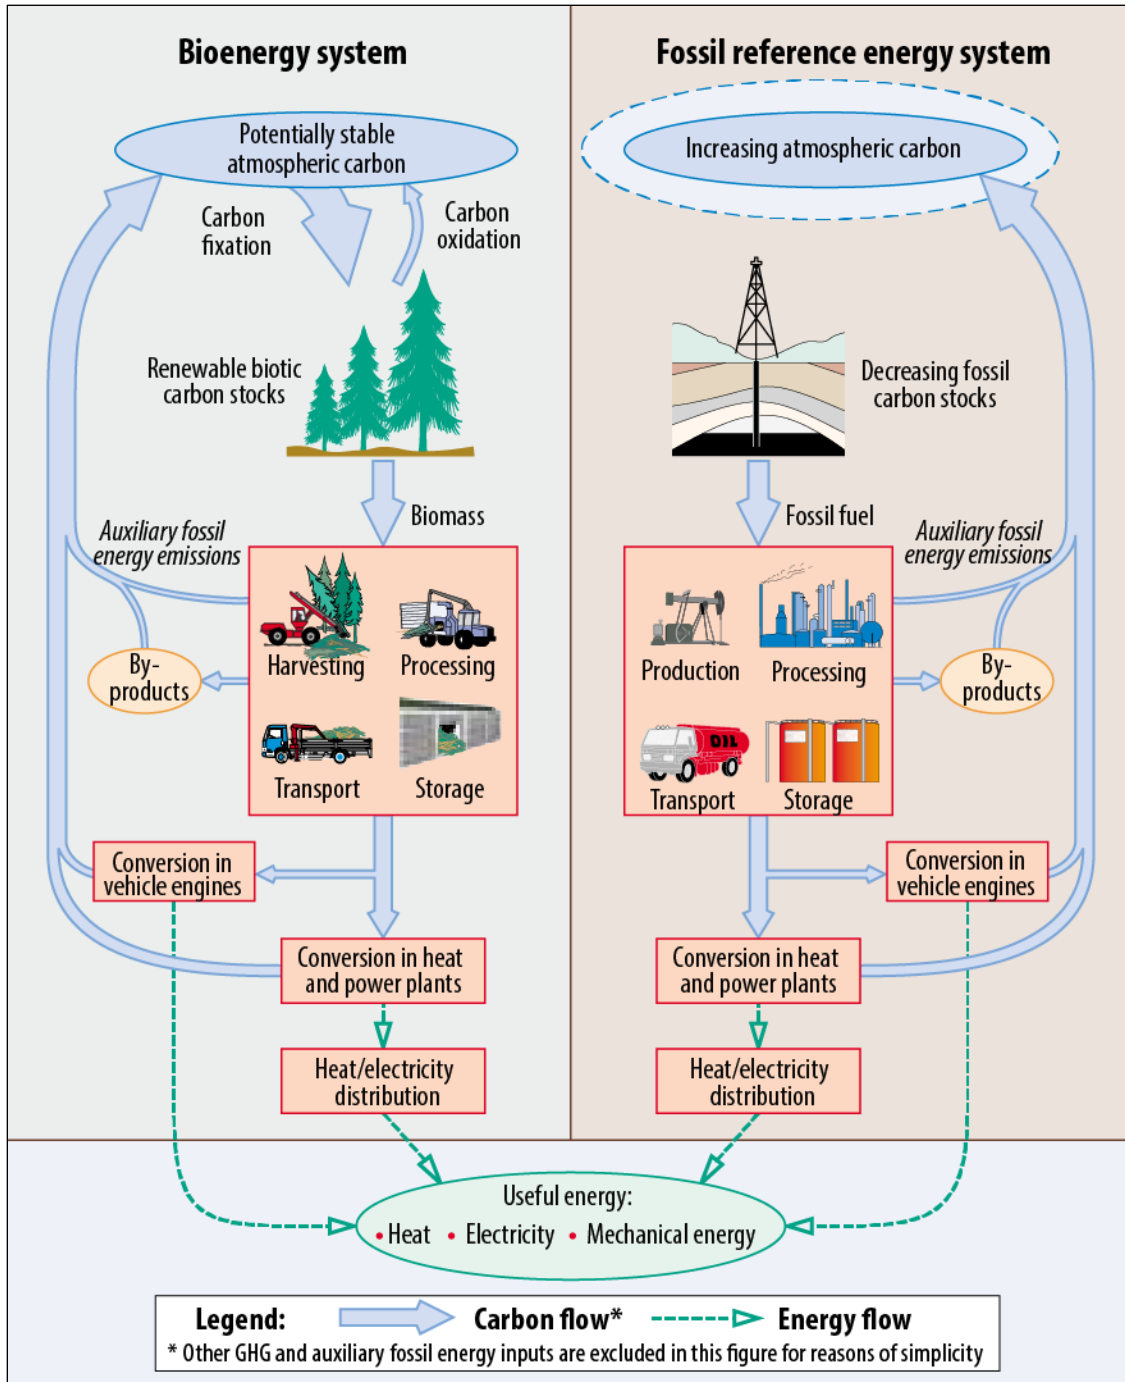 Bioenergy system
Potentially stable
atmospheric carbon
Carbon
fixation
Carbon
oxidation
Renewable biotic
carbon stocks
Biomass
Auxiliary fossil
energy emissions
Harvesting
Processing
By-
products
Transport
Storage
Conversion in
vehicle engines
Conversion in heat
and power plants
Heat/electricity
distribution
Fossil reference energy system
Increasing atmospheric carbon
Decreasing fossil
carbon stocks
Fossil fuel
Auxiliary fossil
energy emissions
Production
Processing
By-
products
OIL
Transport
Storage
Conversion in
vehicle engines
Conversion in heat
and power plants
Heat/electricity
distribution
Useful energy:
• Heat • Electricity • Mechanical energy
Legend: Carbon flow* Energy flow
* Other GHG and auxiliary fossil energy inputs are excluded in this figure for reasons of simplicity